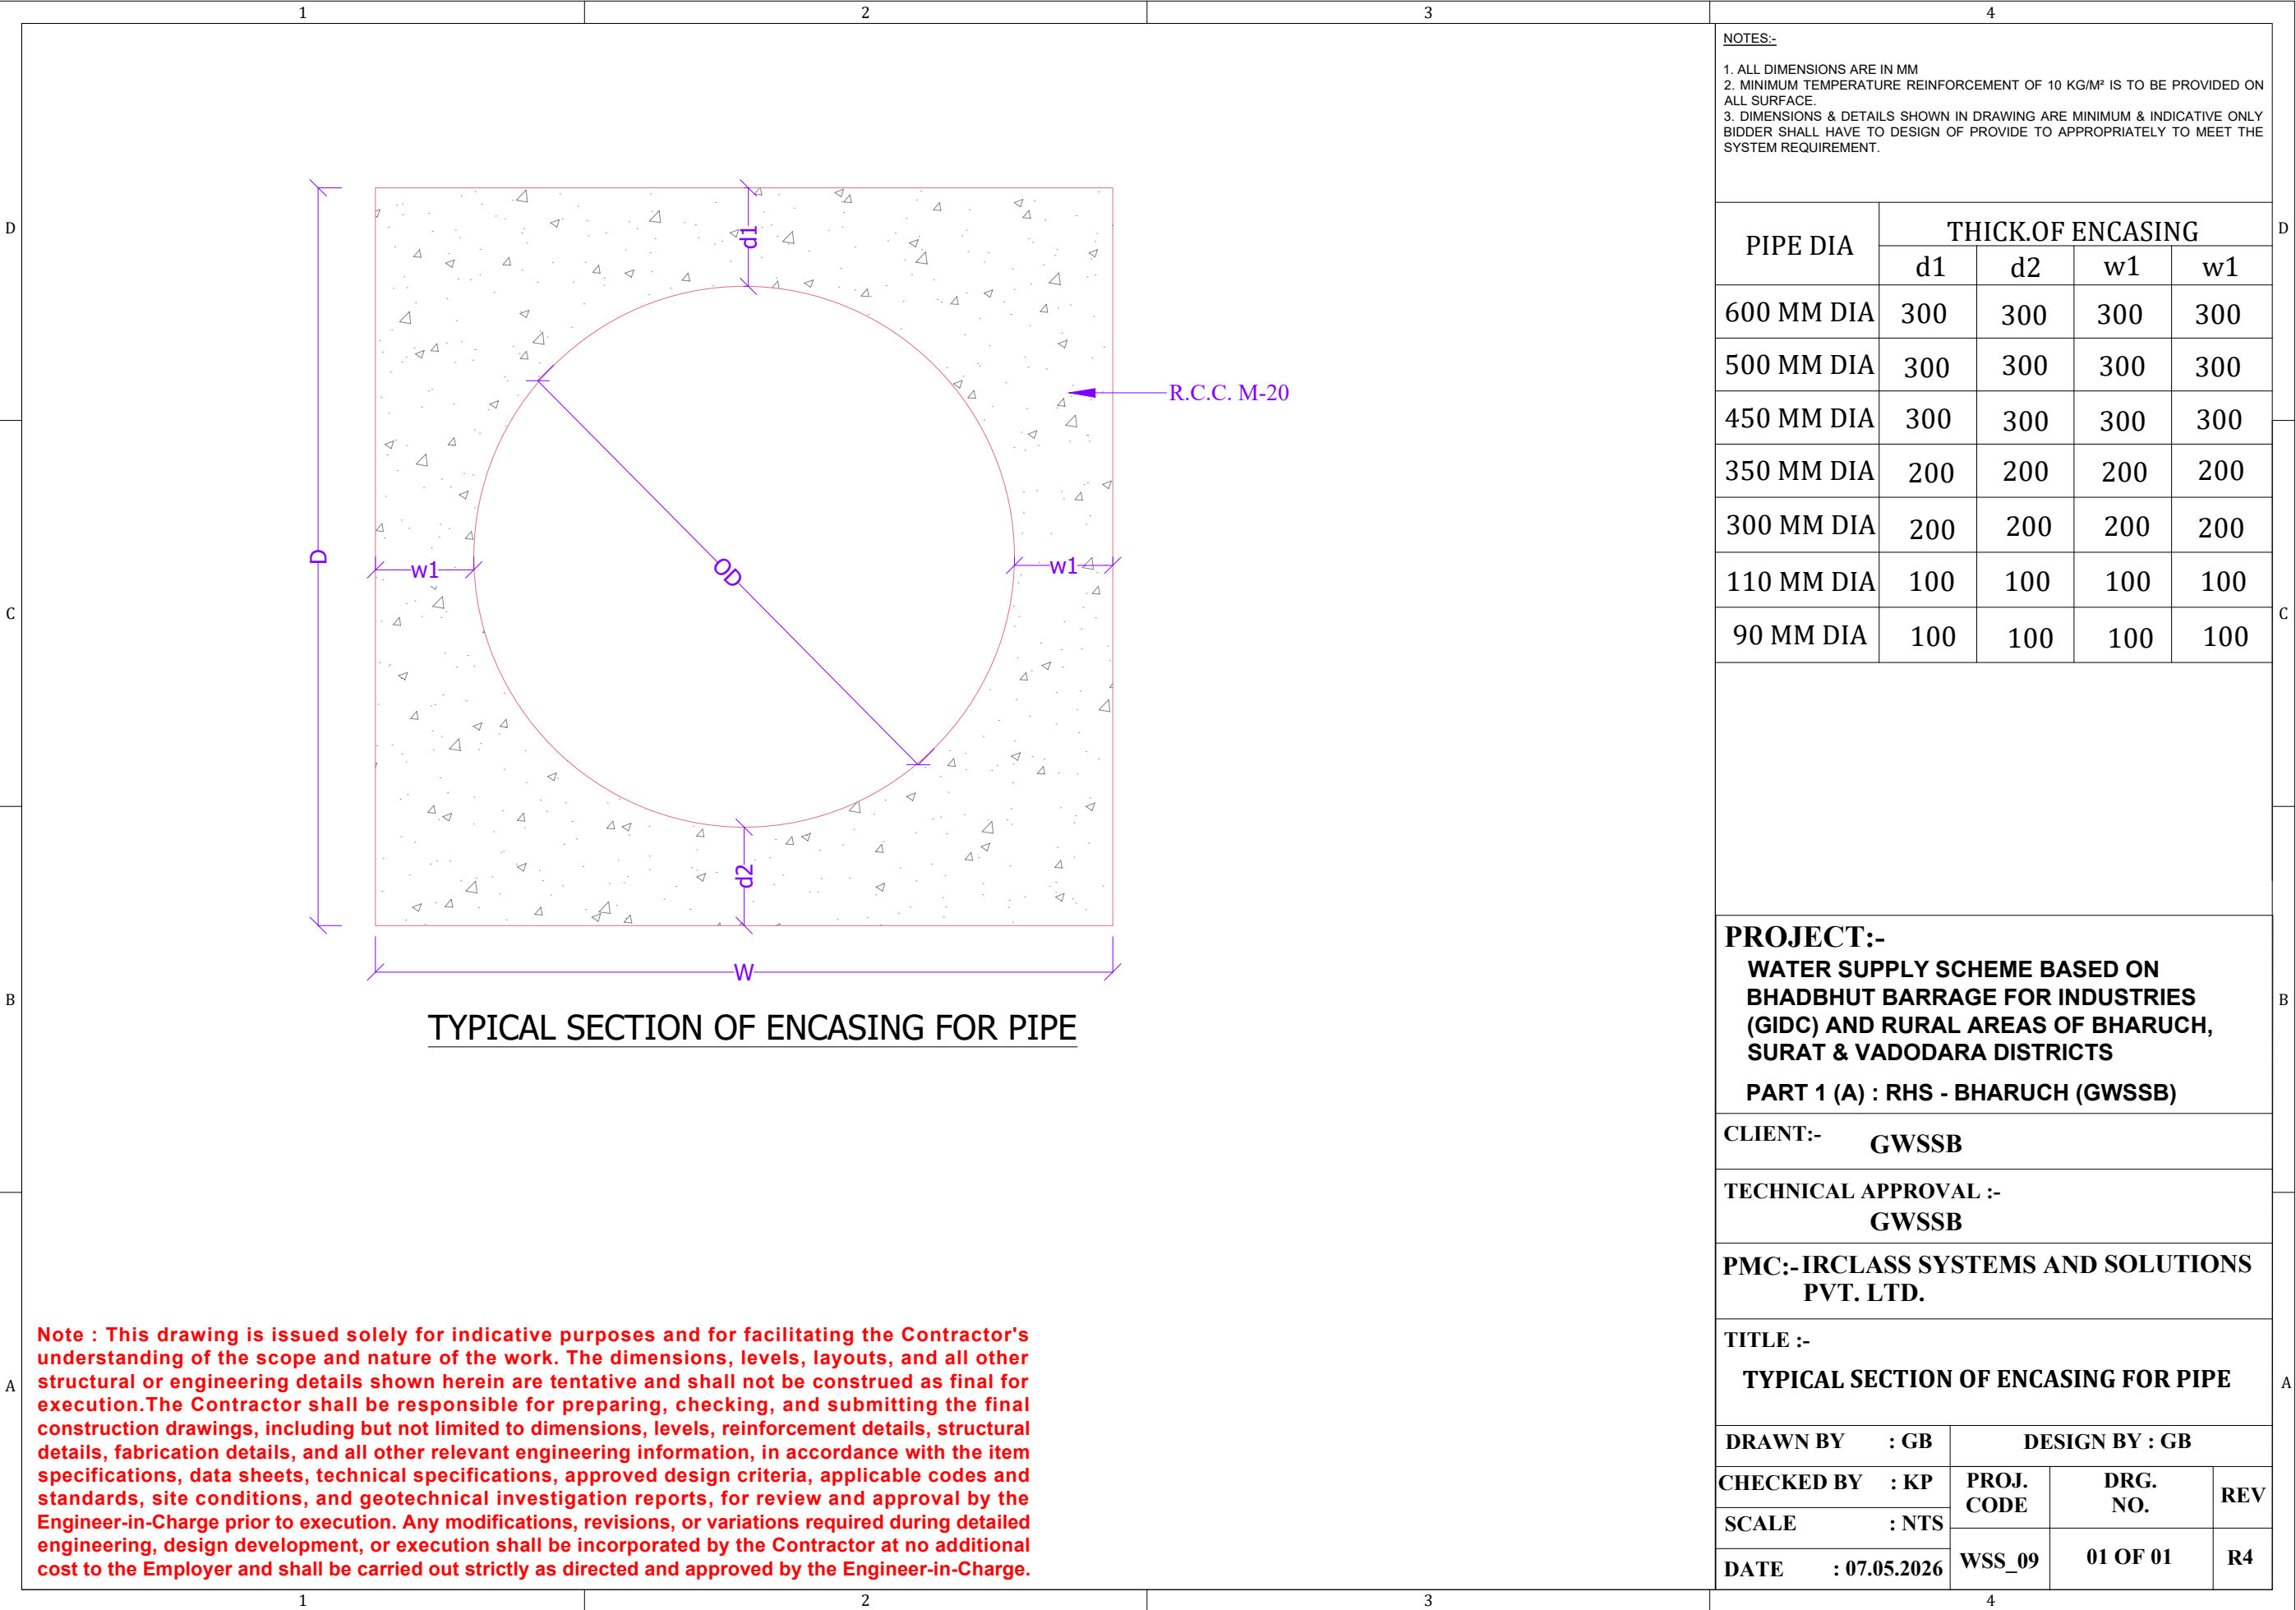 1 2 3 4
NOTES:-
1. ALL DIMENSIONS ARE IN MM
2. MINIMUM TEMPERATURE REINFORCEMENT OF 10 KG/M² IS TO BE PROVIDED ON
ALL SURFACE.
3. DIMENSIONS & DETAILS SHOWN IN DRAWING ARE MINIMUM & INDICATIVE ONLY
BIDDER SHALL HAVE TO DESIGN OF PROVIDE TO APPROPRIATELY TO MEET THE
SYSTEM REQUIREMENT.
D D
C C
B B
A A
d1
R.C.C. M-20
D
w1
OD
w1
d2
W
TYPICAL SECTION OF ENCASING FOR PIPE
PIPE DIA THICK.OF ENCASING
d1 d2 w1 w1
600 MM DIA 300 300 300 300
500 MM DIA 300 300 300 300
450 MM DIA 300 300 300 300
350 MM DIA 200 200 200 200
300 MM DIA 200 200 200 200
110 MM DIA 100 100 100 100
90 MM DIA 100 100 100 100
PROJECT:-
WATER SUPPLY SCHEME BASED ON
BHADBHUT BARRAGE FOR INDUSTRIES
(GIDC) AND RURAL AREAS OF BHARUCH,
SURAT & VADODARA DISTRICTS
PART 1 (A) : RHS - BHARUCH (GWSSB)
CLIENT:- GWSSB
TECHNICAL APPROVAL :-
GWSSB
PMC:-IRCLASS SYSTEMS AND SOLUTIONS
PVT. LTD.
TITLE :-
TYPICAL SECTION OF ENCASING FOR PIPE
DRAWN BY : GB DESIGN BY : GB
CHECKED BY : KP
SCALE : NTS
DATE : 07.05.2026
PROJ.
CODE
DRG.
NO.
REV
WSS_09 01 OF 01 R4
Note : This drawing is issued solely for indicative purposes and for facilitating the Contractor's
understanding of the scope and nature of the work. The dimensions, levels, layouts, and all other
structural or engineering details shown herein are tentative and shall not be construed as final for
execution.The Contractor shall be responsible for preparing, checking, and submitting the final
construction drawings, including but not limited to dimensions, levels, reinforcement details, structural
details, fabrication details, and all other relevant engineering information, in accordance with the item
specifications, data sheets, technical specifications, approved design criteria, applicable codes and
standards, site conditions, and geotechnical investigation reports, for review and approval by the
Engineer-in-Charge prior to execution. Any modifications, revisions, or variations required during detailed
engineering, design development, or execution shall be incorporated by the Contractor at no additional
cost to the Employer and shall be carried out strictly as directed and approved by the Engineer-in-Charge.
1 2 3 4